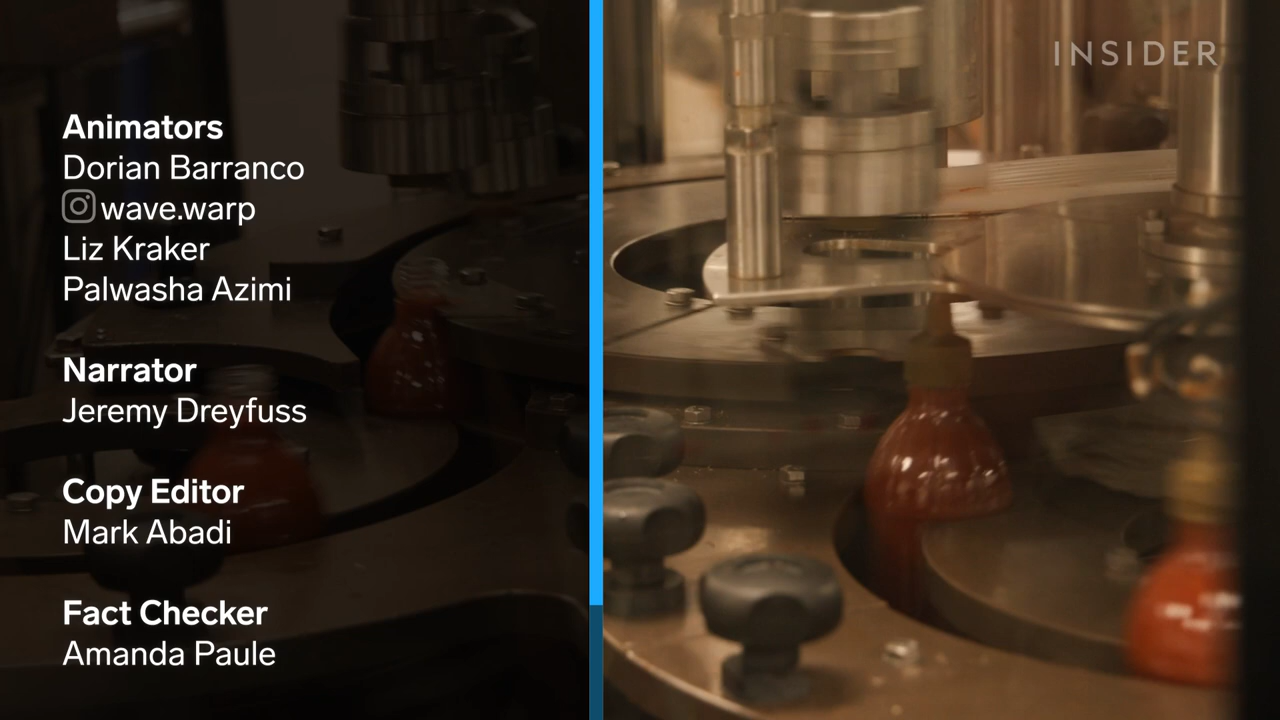 INSIDER
Animators
Dorian Barranco
wave.warp
Liz Kraker
Palwasha Azimi
Narrator
Jeremy Dreyfuss
Copy Editor
Mark Abadi
Fact Checker
Amanda Paule